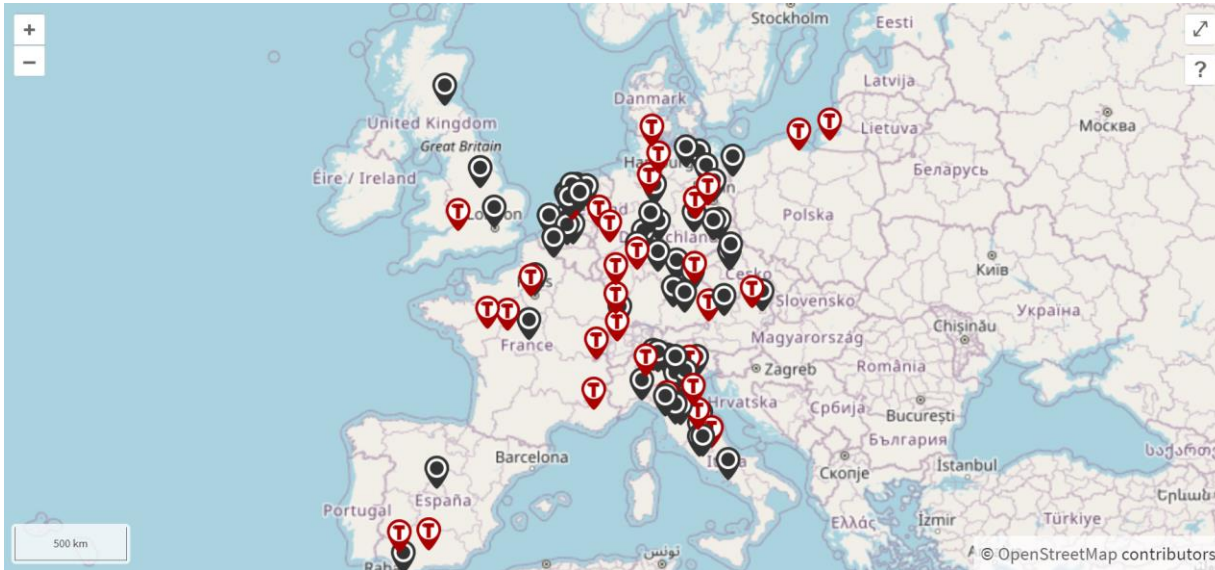 +
−
?
Stockholm
Eesti
Latvija
Danmark
Lietuva
Москва
United Kingdom
Great Britain
Éire / Ireland
Беларусь
Polska
Київ
Česko
Slovensko
Україна
Chișinău
France
Magyarország
Zagreb
România
Hrvatska
Србија
București
България
Barcelona
Скопје
İstanbul
España
Portugal
Ελλάς
İzmir
Türkiye
تونس
500 km
© OpenStreetMap contributors